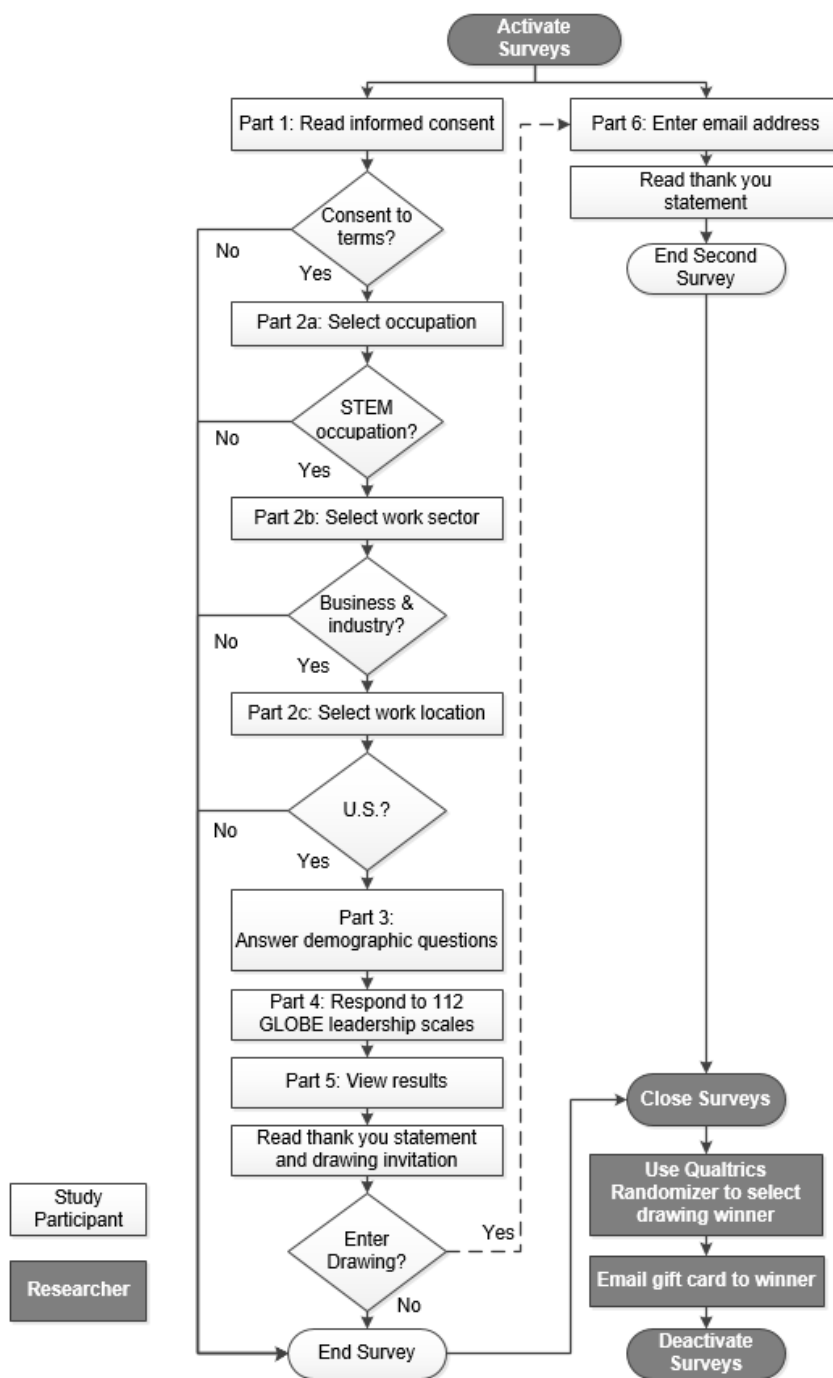 Activate
Surveys
Part 1: Read informed consent
Part 6: Enter email address
Read thank you
statement
Consent to
terms?
No
Yes
End Second
Survey
Part 2a: Select occupation
STEM
occupation?
No
Yes
Part 2b: Select work sector
Business &
industry?
No
Yes
Part 2c: Select work location
U.S.?
No
Yes
Part 3:
Answer demographic questions
Part 4: Respond to 112
GLOBE leadership scales
Part 5: View results
Close Surveys
Read thank you statement
and drawing invitation
Use Qualtrics
Randomizer to select
drawing winner
Study
Participant
Enter
Drawing?
Yes
No
Researcher
Email gift card to winner
End Survey
Deactivate
Surveys